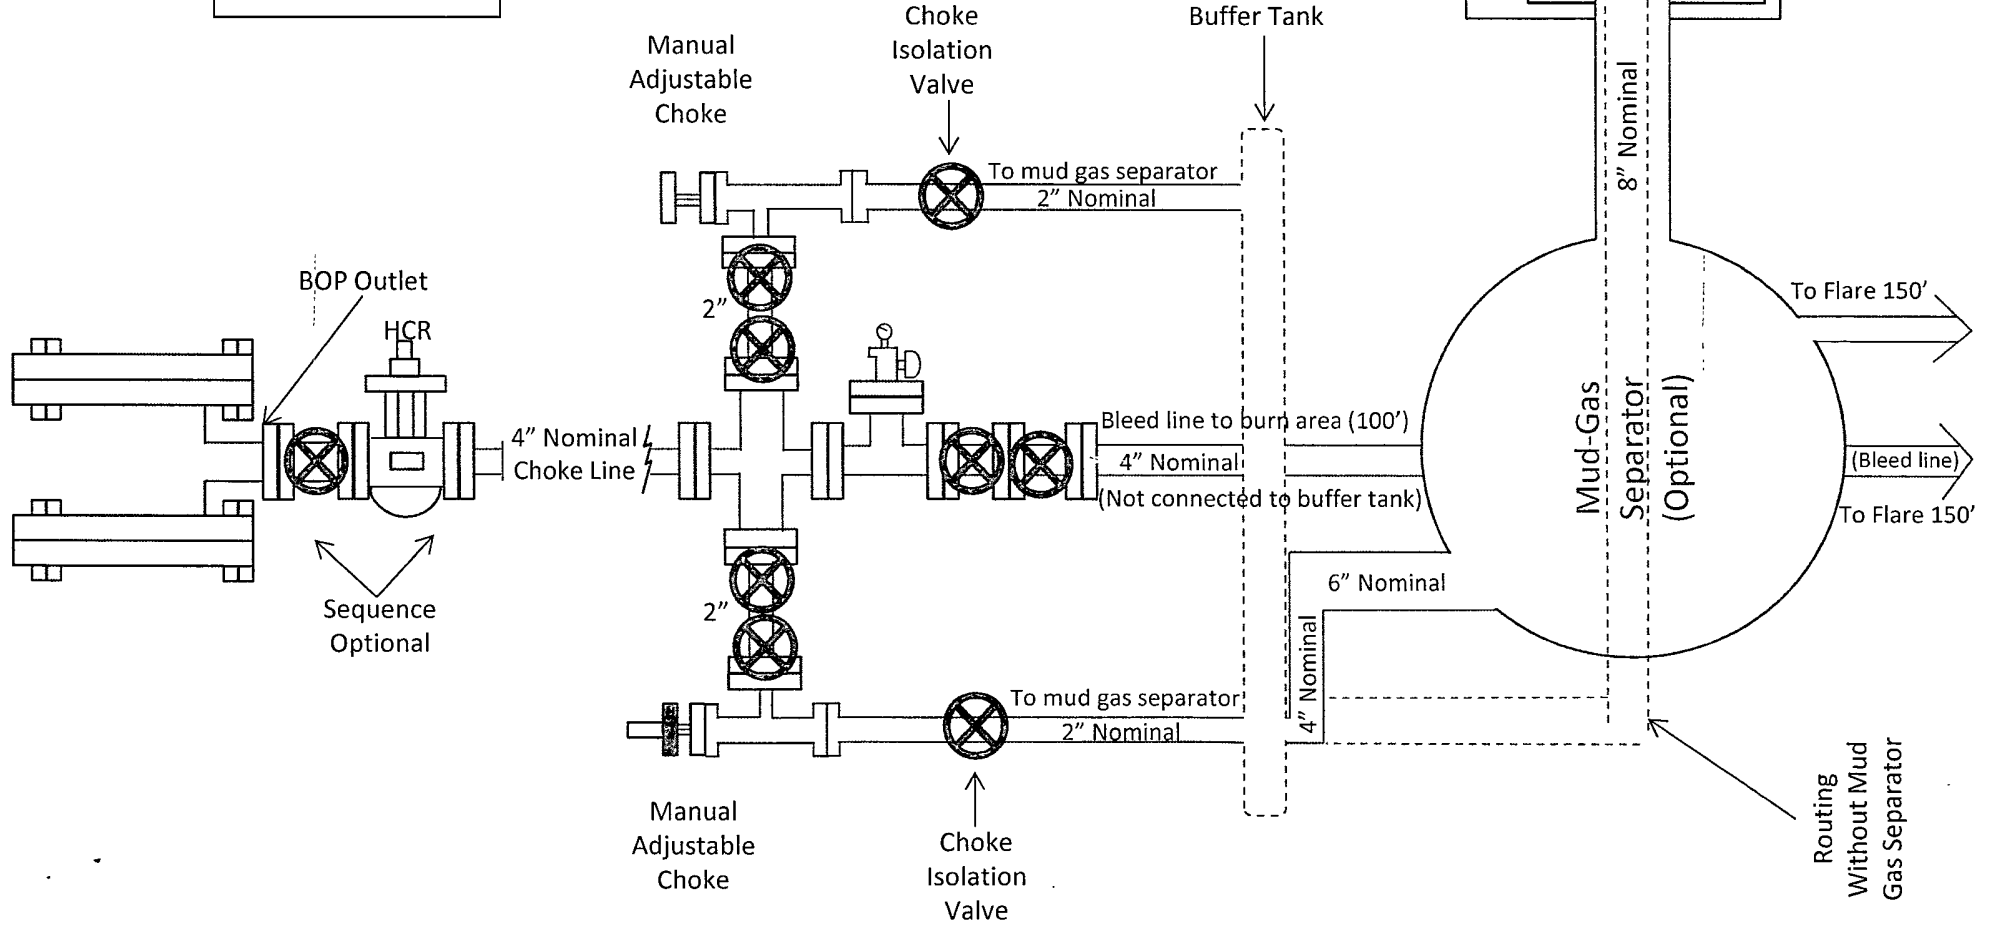 Choke
Isolation
Valve
Buffer Tank
Manual
Adjustable
Choke
8” Nominal
To mud gas separator
2” Nominal
BOP Outlet
HCR
2”
To Flare 150’
4” Nominal
Choke Line
Bleed line to burn area (100’)
4” Nominal
(Not connected to buffer tank)
Mud-Gas
Separator
(Optional)
(Bleed line)
To Flare 150’
Sequence
Optional
2”
6” Nominal
4” Nominal
To mud gas separator
2” Nominal
Manual
Adjustable
Choke
Choke
Isolation
Valve
Routing
Without Mud
Gas Separator